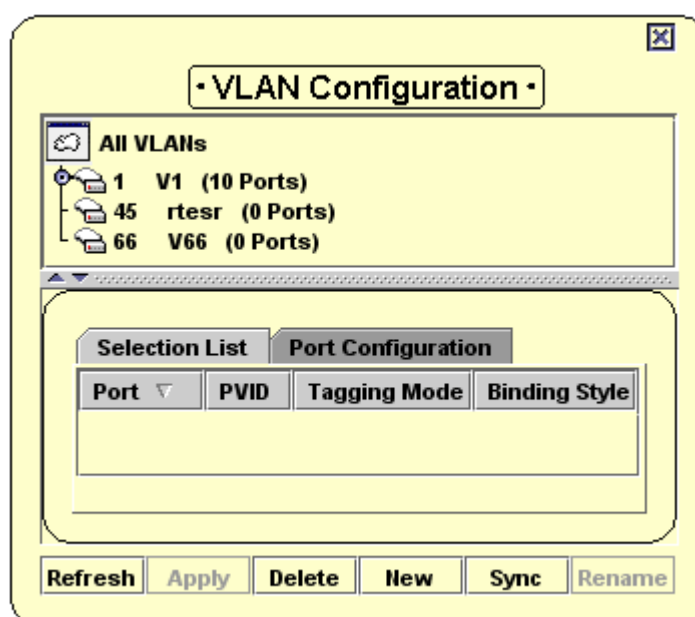 · VLAN Configuration ·
All VLANs
1 V1 (10 Ports)
45 rtesr (0 Ports)
66 V66 (0 Ports)
Selection List Port Configuration
Port PVID Tagging Mode Binding Style
Refresh Apply Delete New Sync Rename